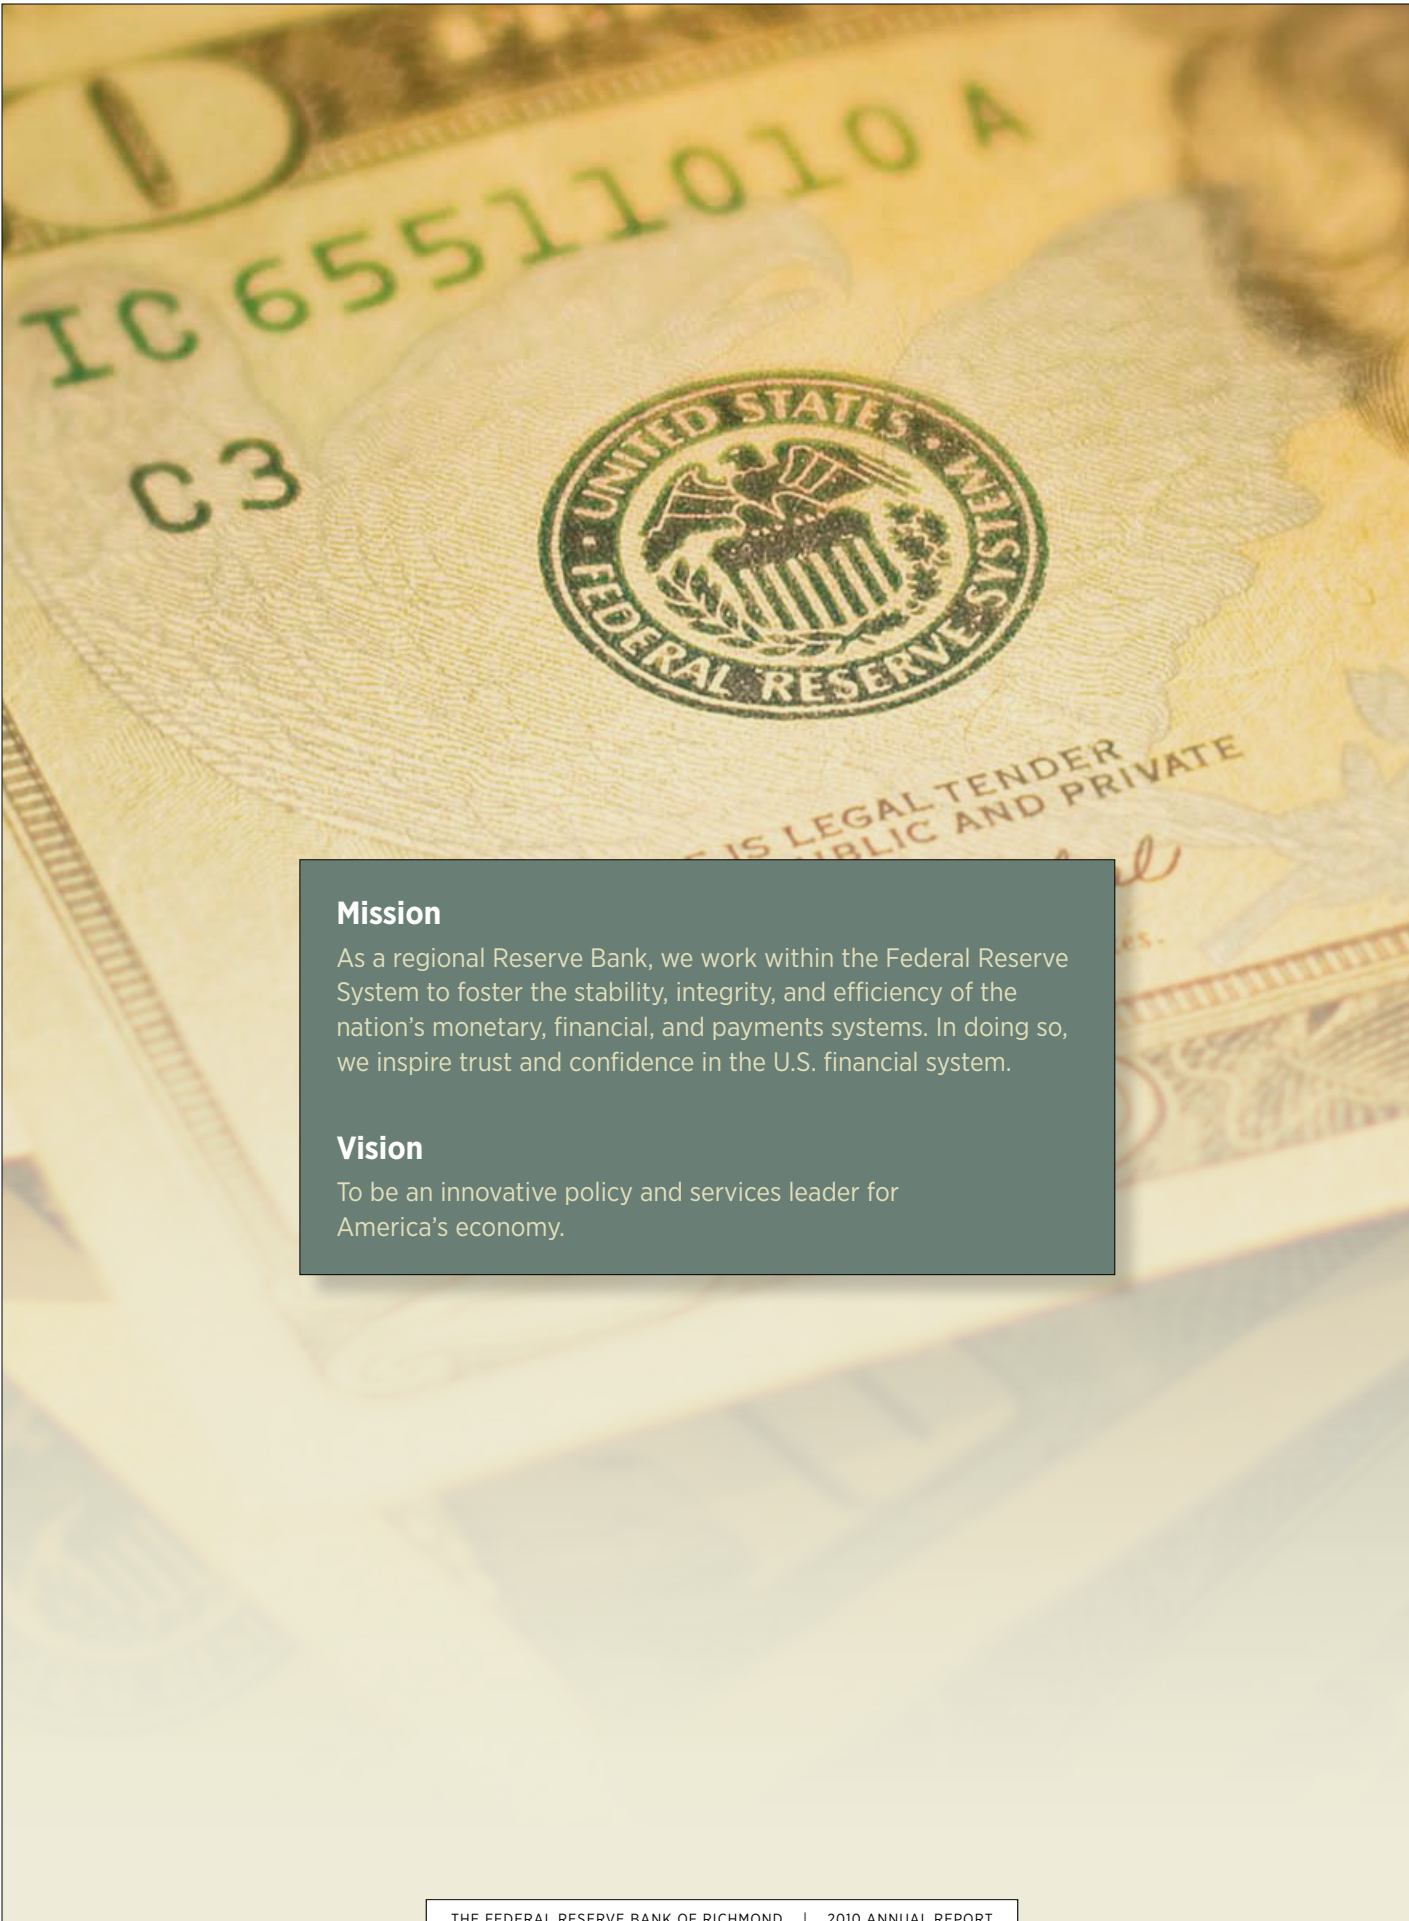 IC 65511010 A
C3
UNITED STATES
FEDERAL RESERVE SYSTEM
IS LEGAL TENDER
AND PRIVATE
Mission
As a regional Reserve Bank, we work within the Federal Reserve
System to foster the stability, integrity, and efficiency of the
nation’s monetary, financial, and payments systems. In doing so,
we inspire trust and confidence in the U.S. financial system.
Vision
To be an innovative policy and services leader for
America’s economy.
THE FEDERAL RESERVE BANK OF RICHMOND | 2010 ANNUAL REPORT